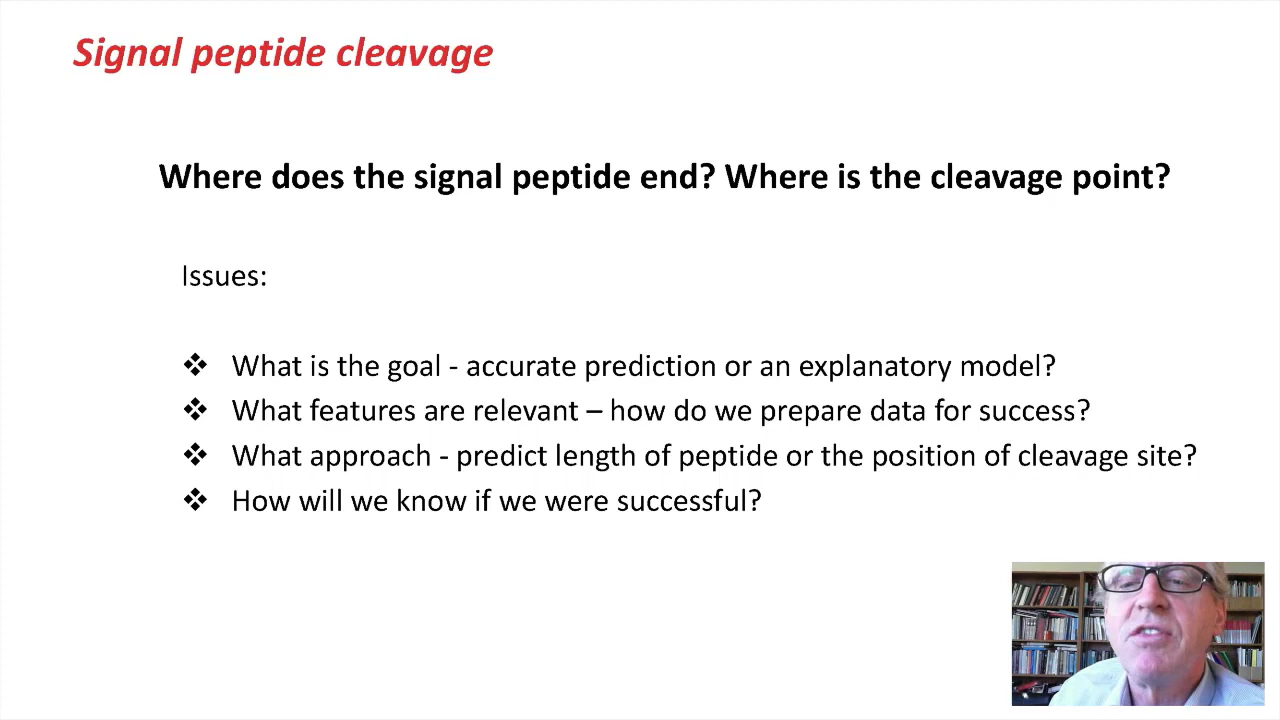 Signal peptide cleavage
Where does the signal peptide end? Where is the cleavage point?
Issues:
❖ What is the goal - accurate prediction or an explanatory model?
❖ What features are relevant – how do we prepare data for success?
❖ What approach - predict length of peptide or the position of cleavage site?
❖ How will we know if we were successful?